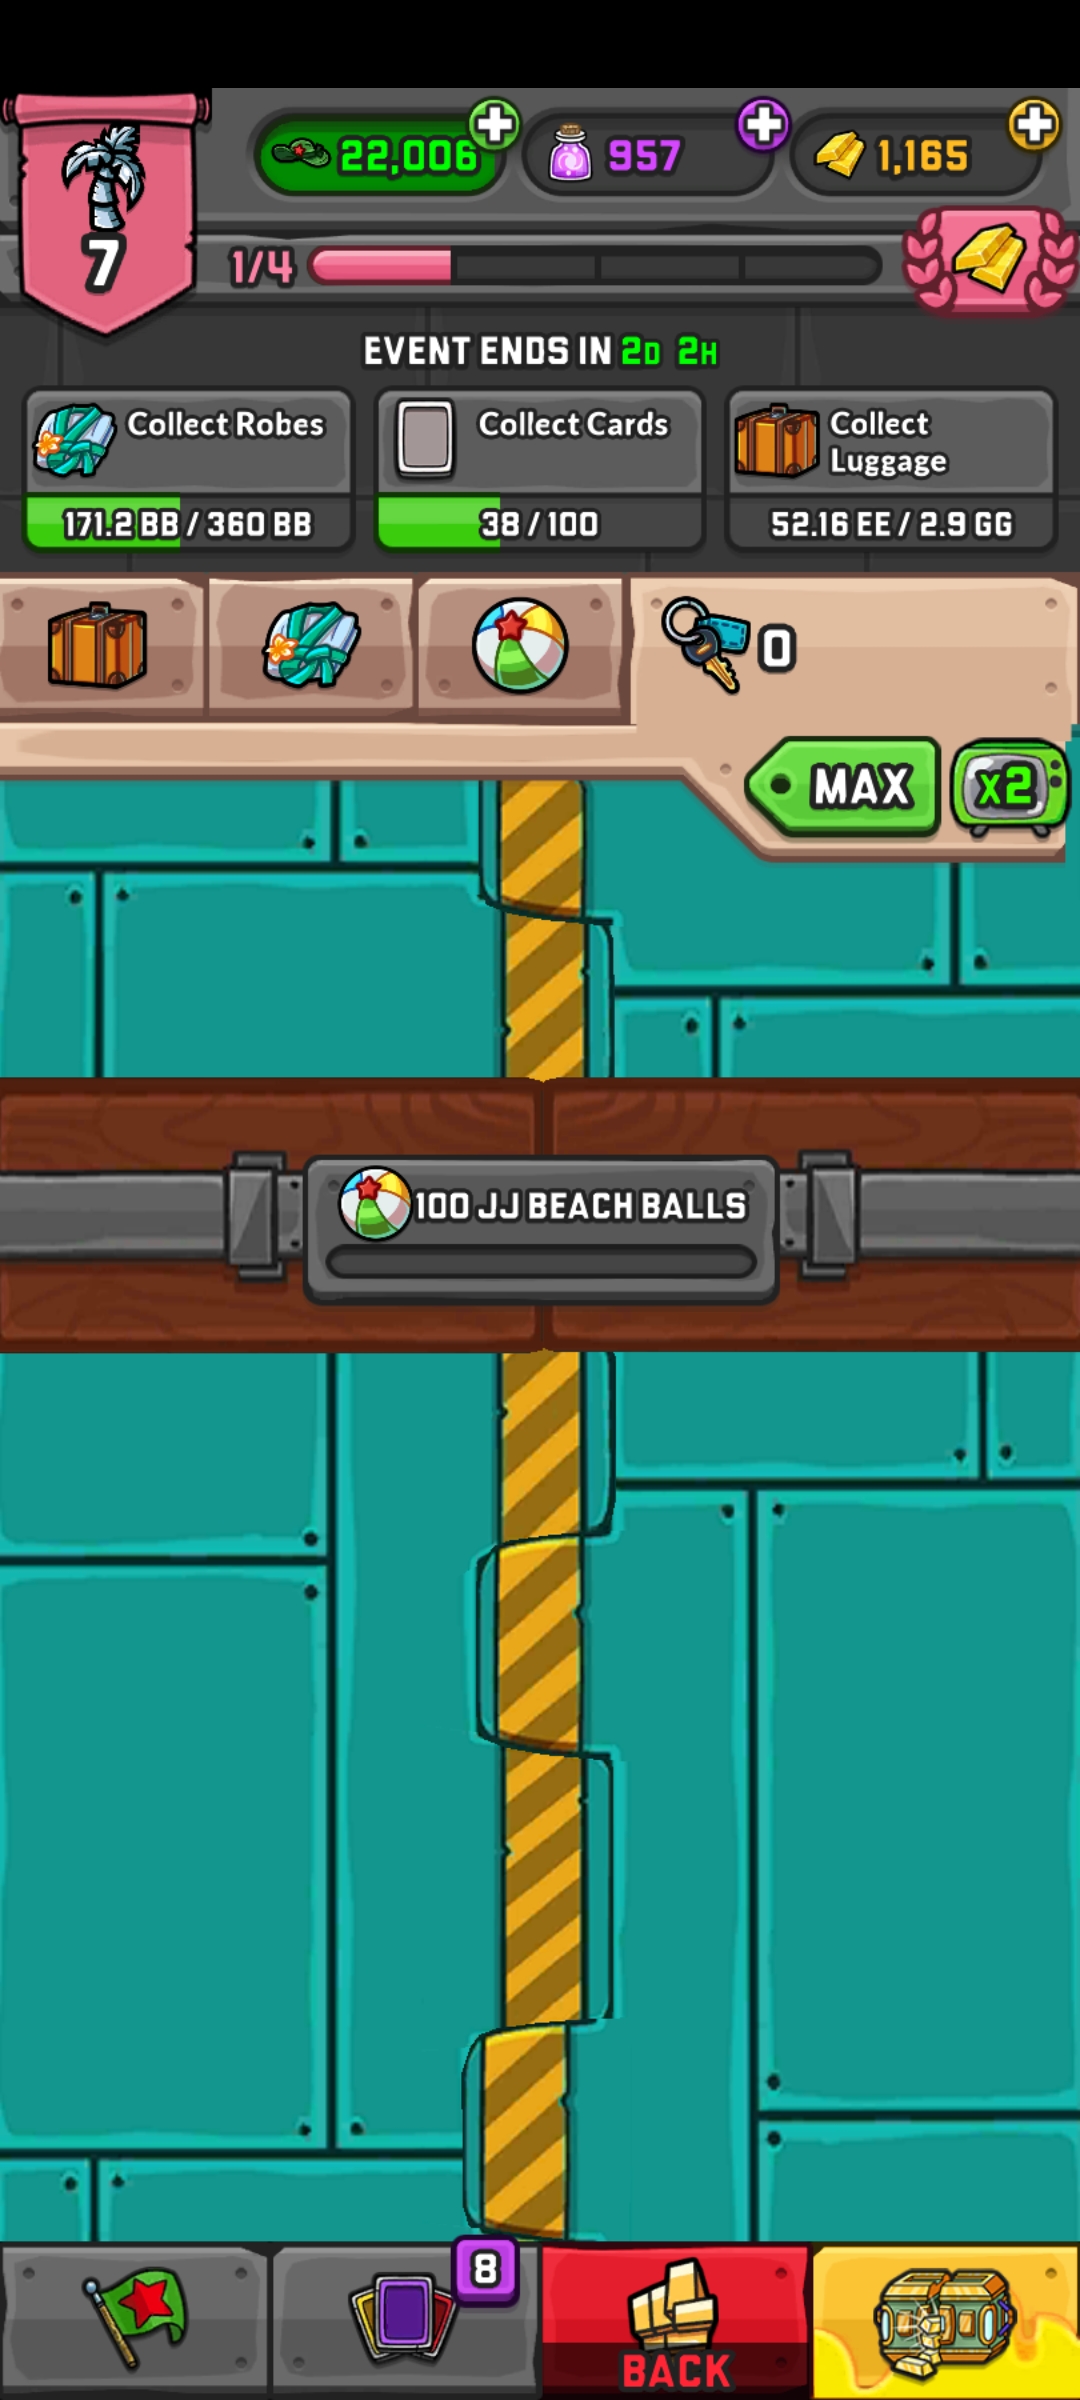 22,006
957
1,165
7
1/4
EVENT ENDS IN 2D 2H
Collect Robes
171.2 BB / 360 BB
Collect Cards
38 / 100
Collect
Luggage
52.16 EE / 2.9 GG
0
MAX
x2
100 JJ BEACH BALLS
8
BACK